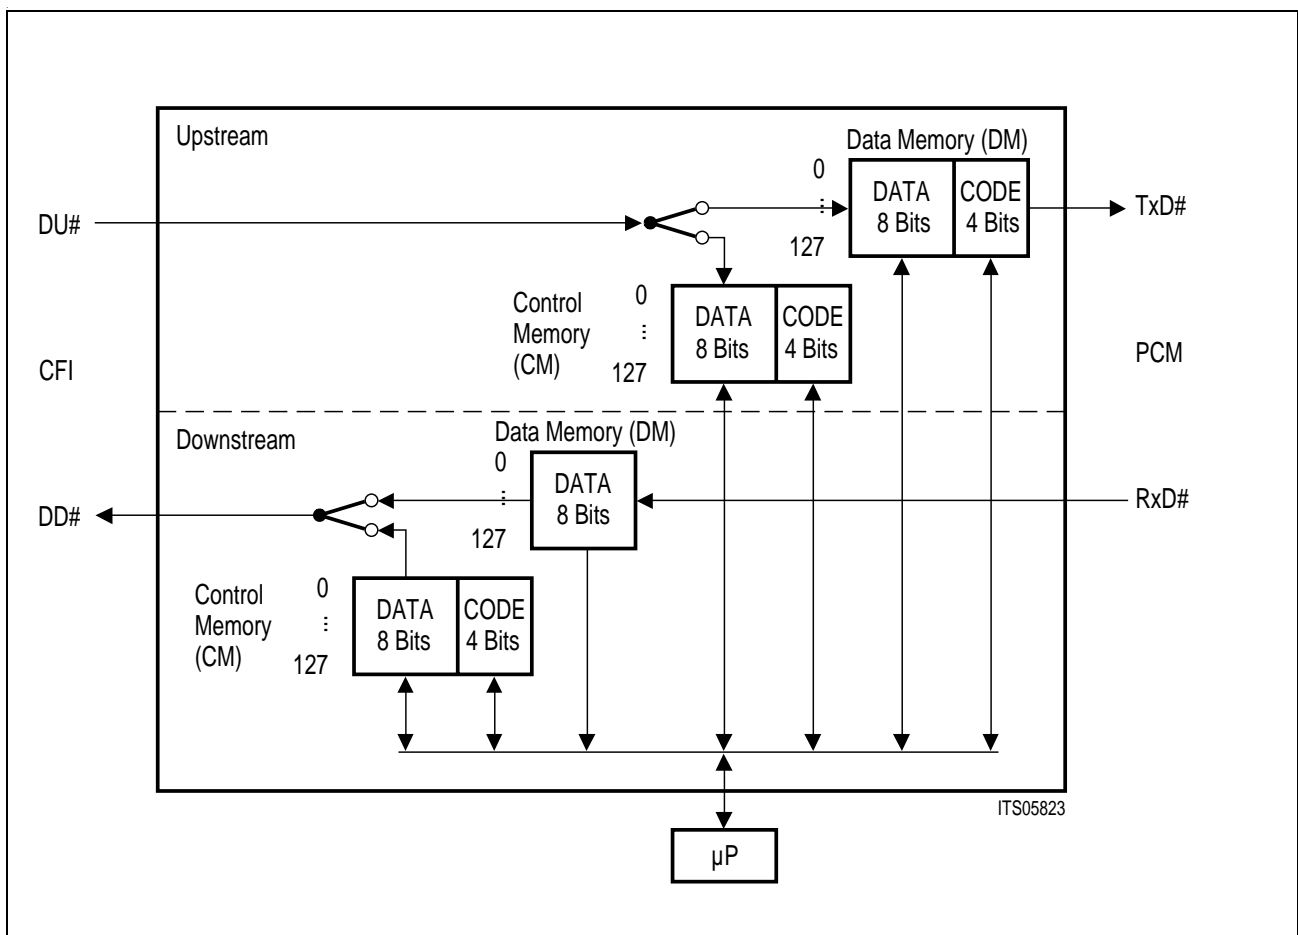 Upstream
Data Memory (DM)
0
DATA
8 Bits
CODE
4 Bits
...
127
DU#
TxD#
Control
Memory
(CM)
0
...
127
DATA
8 Bits
CODE
4 Bits
CFI
PCM
Downstream
Data Memory (DM)
0
...
127
DATA
8 Bits
DD#
RxD#
Control
Memory
(CM)
0
...
127
DATA
8 Bits
CODE
4 Bits
ITS05823
µP